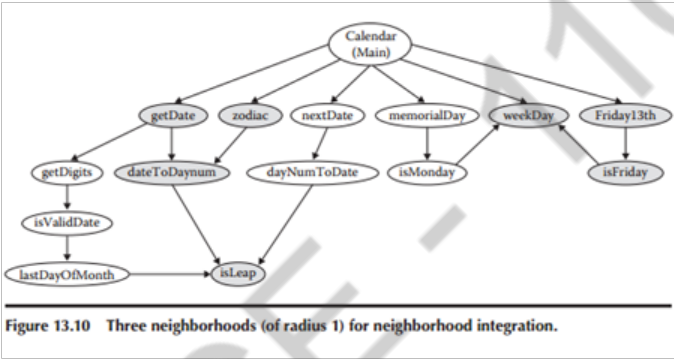 Calendar
(Main)
getDate
zodiac
nextDate
memorialDay
weekDay
Friday13th
getDigits
dateToDaynum
dayNumToDate
isMonday
isFriday
isValidDate
lastDayOfMonth
isLeap
Figure 13.10 Three neighborhoods (of radius 1) for neighborhood integration.